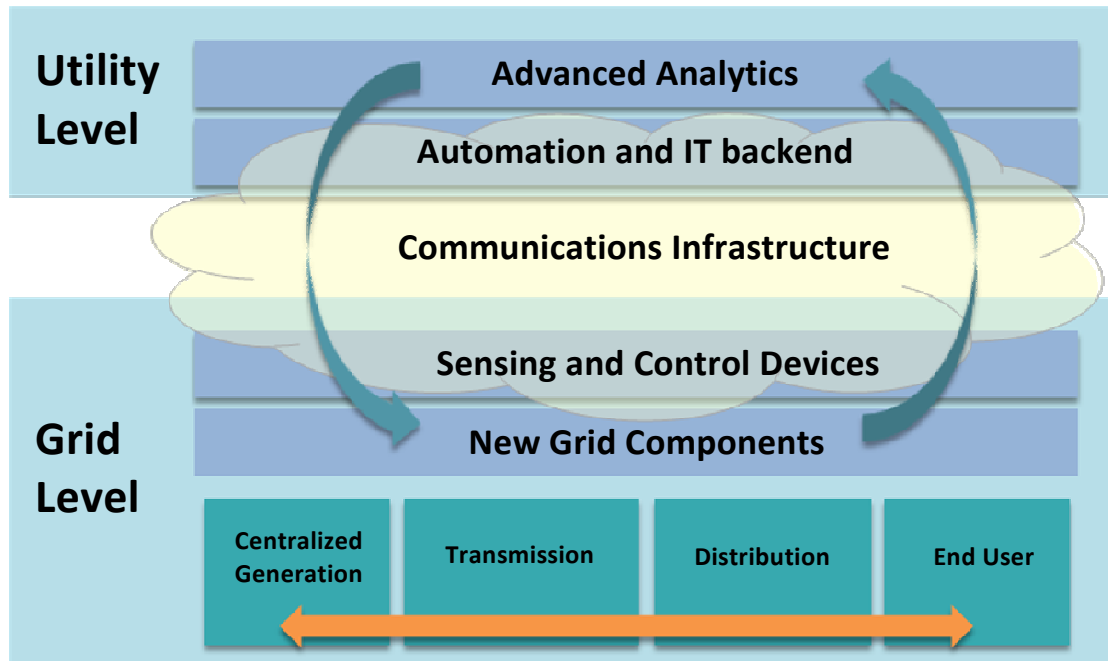 Utility
Level
Advanced Analytics
Automation and IT backend
Communications Infrastructure
Sensing and Control Devices
Grid
Level
New Grid Components
Centralized
Generation
Transmission
Distribution
End User